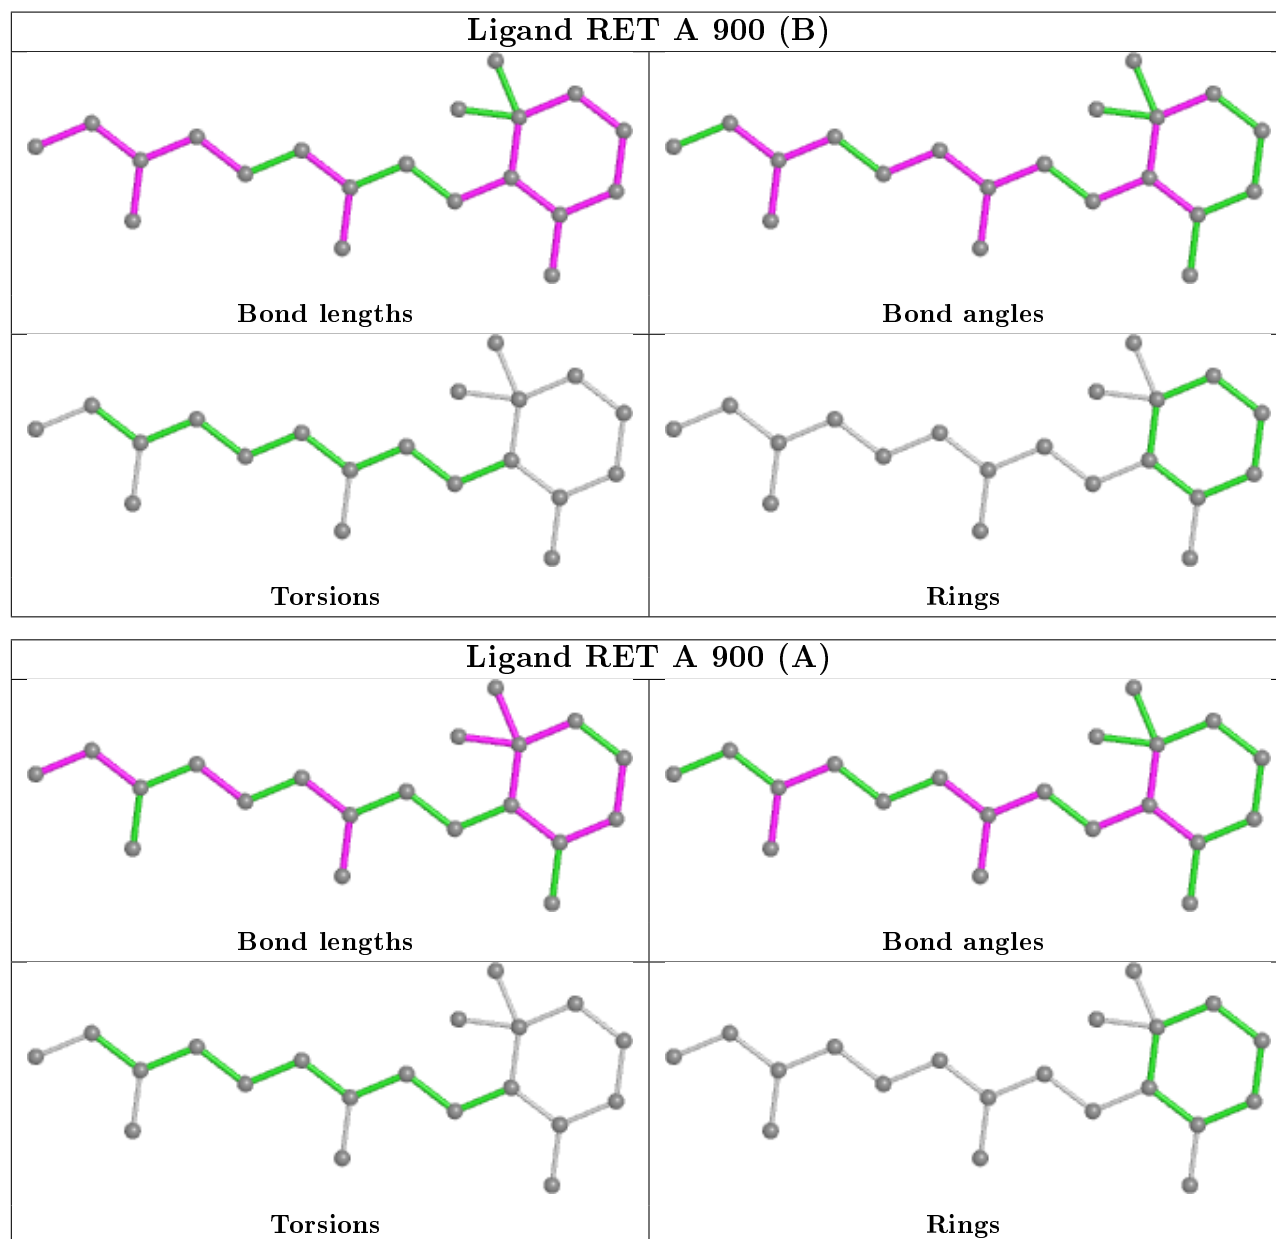 Ligand RET A 900 (B)
Bond lengths
Bond angles
Torsions
Rings
Ligand RET A 900 (A)
Bond lengths
Bond angles
Torsions
Rings